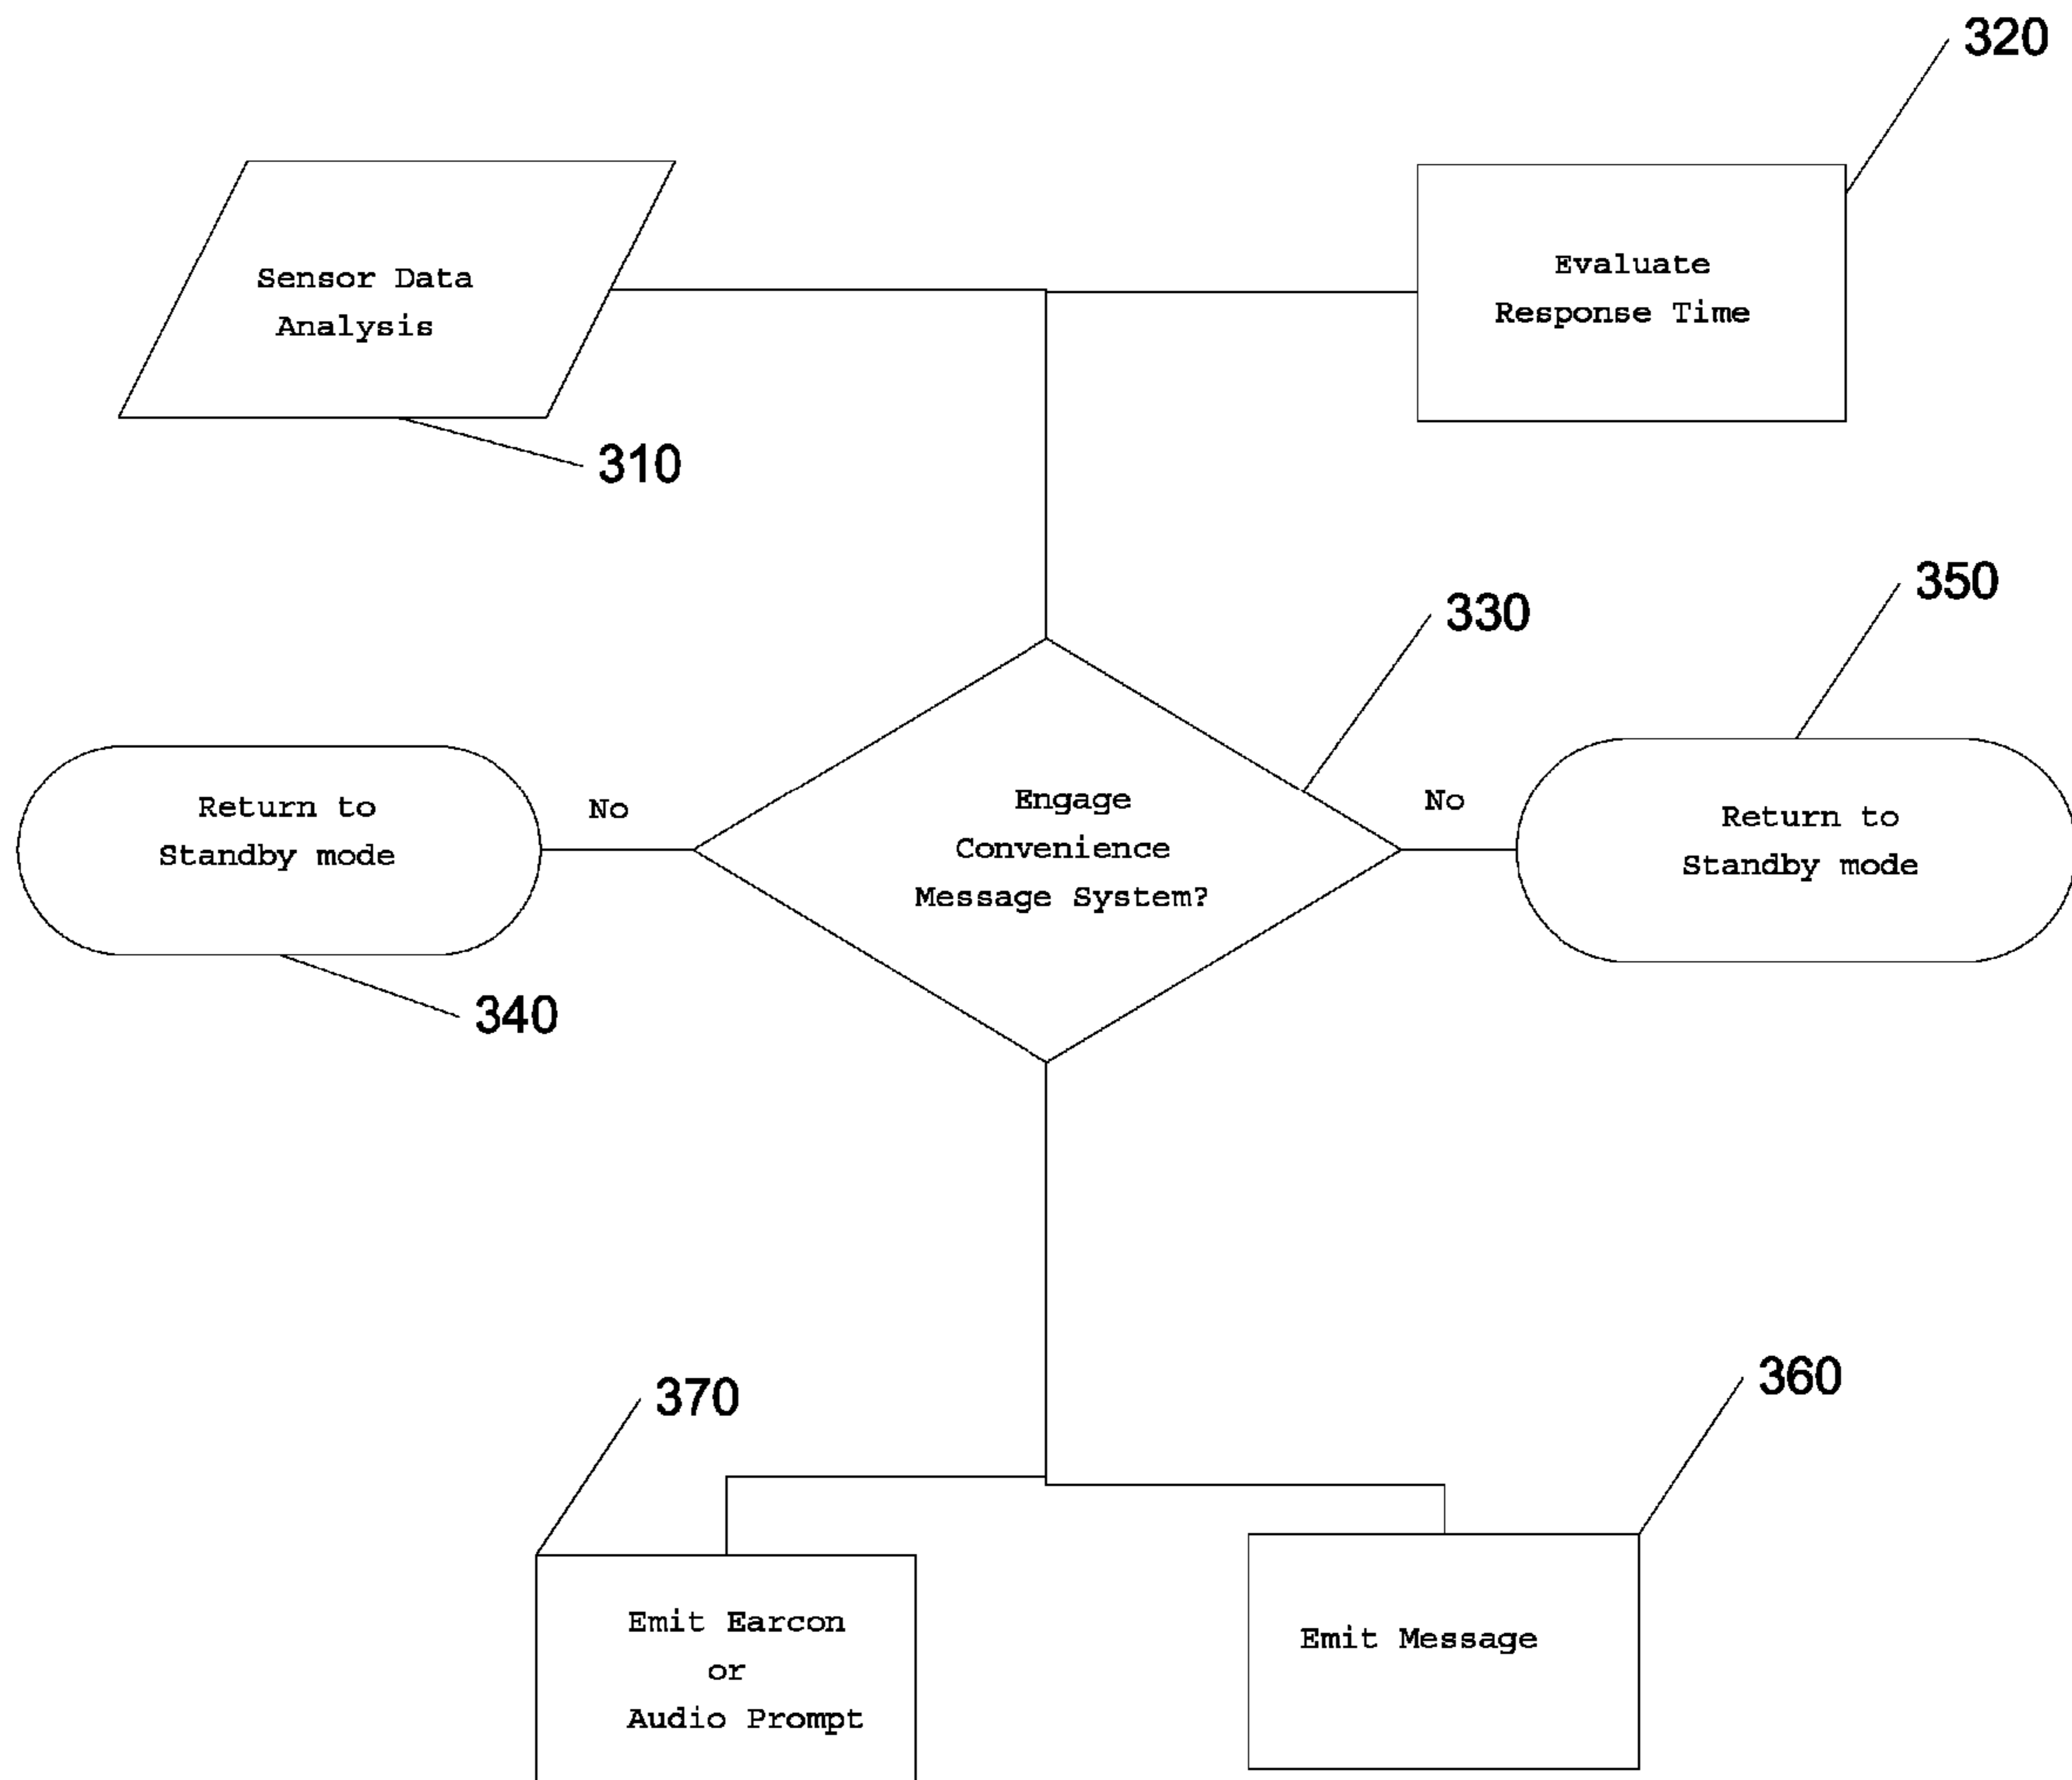 320
Sensor Data
Analysis
Evaluate
Response Time
310
350
330
Return to
Standby mode
No
Engage
Convenience
Message System?
No
Return to
Standby mode
340
360
370
Emit Earcon
or
Audio Prompt
Emit Message